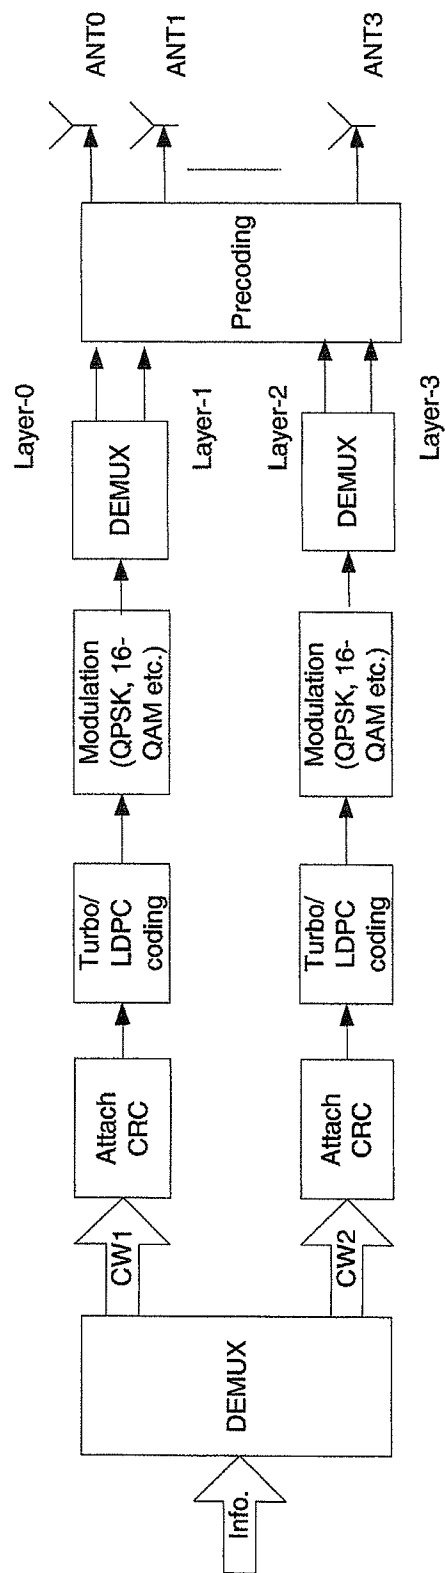 Info.
DEMUX
CW1
Attach
CRC
Turbo/
LDPC
coding
Modulation
(QPSK, 16-
QAM etc.)
DEMUX
Layer-0
Layer-1
CW2
Attach
CRC
Turbo/
LDPC
coding
Modulation
(QPSK, 16-
QAM etc.)
DEMUX
Layer-2
Layer-3
Precoding
ANT0
ANT1
ANT3